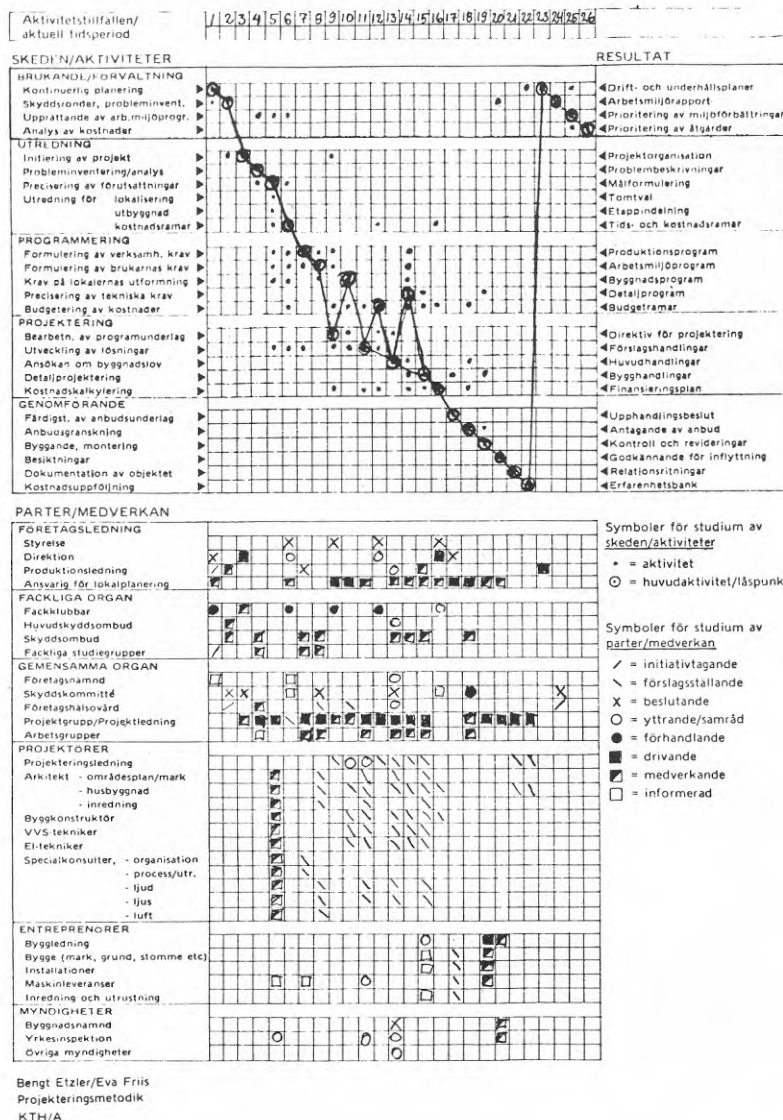 Aktivitetstillfällen/ 1 2 3 4 5 6 7 8 9 10 11 12 13 14 15 16 17 18 19 20 21 22 23 24 25 26
aktuell tidsperiod
SKEDEN/AKTIVITETER RESULTAT
BRUKANDE/FÖRVALTNING
Kontinuerlig planering Drift- och underhållsplaner
Skyddsronder, probleminvent. Arbetsmiljörapport
Upprättande av arb.miljöprogr. Prioritering av miljöförbättringar
Analys av kostnader Prioritering av åtgärder
UTREDNING
Initiering av projekt Projektorganisation
Probleminventering/analys Problembeskrivningar
Precisering av förutsättningar Målformulering
Utredning för lokalisering Tomtval
utbyggnad Etappindelning
kostnadsramar Tids- och kostnadsramar
PROGRAMMERING
Formulering av verksamh. krav Produktionsprogram
Formulering av brukarnas krav Arbetsmiljöprogram
Krav på lokalernas utformning Byggnadsprogram
Precisering av tekniska krav Detaljprogram
Budgetering av kostnader Budgetramar
PROJEKTERING
Bearbetn. av programunderlag Direktiv för projektering
Utveckling av lösningar Förslagshandlingar
Ansökan om byggnadslov Huvudhandlingar
Detaljprojektering Bygghandlingar
Kostnadskalkylering Finansieringsplan
GENOMFÖRANDE
Färdigst. av anbudsunderlag Upphandlingsbeslut
Anbudsgranskning Antagande av anbud
Byggande, montering Kontroll och revideringar
Besiktningar Godkännande för inflyttning
Dokumentation av objektet Relationsritningar
Kostnadsuppföljning Erfarenhetsbank
PARTER/MEDVERKAN
FÖRETAGSLEDNING
Styrelse
Direktion
Produktionsledning
Ansvarig för lokalplanering
FACKLIGA ORGAN
Fackklubbar
Huvudskyddsombud
Skyddsombud
Fackliga studiegrupper
GEMENSAMMA ORGAN
Företagsnämnd
Skyddskommitté
Företagshälsovård
Projektgrupp/Projektledning
Arbetsgrupper
PROJEKTÖRER
Projekteringsledning
Arkitekt - områdesplan/mark
- husbyggnad
- inredning
Byggkonstruktör
VVS-tekniker
El-tekniker
Specialkonsulter, - organisation
- process/utr.
- ljud
- ljus
- luft
ENTREPRENÖRER
Byggledning
Bygge (mark, grund, stomme etc)
Installationer
Maskinleveranser
Inredning och utrustning
MYNDIGHETER
Byggnadsnämnd
Yrkesinspektion
Övriga myndigheter
Symboler för studium av
skeden/aktiviteter
• = aktivitet
⊙ = huvudaktivitet/låspunkt
Symboler för studium av
parter/medverkan
/ = initiativtagande
\ = förslagsställande
X = beslutande
○ = yttrande/samråd
● = förhandlande
■ = drivande
◪ = medverkande
□ = informerad
Bengt Etzler/Eva Friis
Projekteringsmetodik
KTH/A